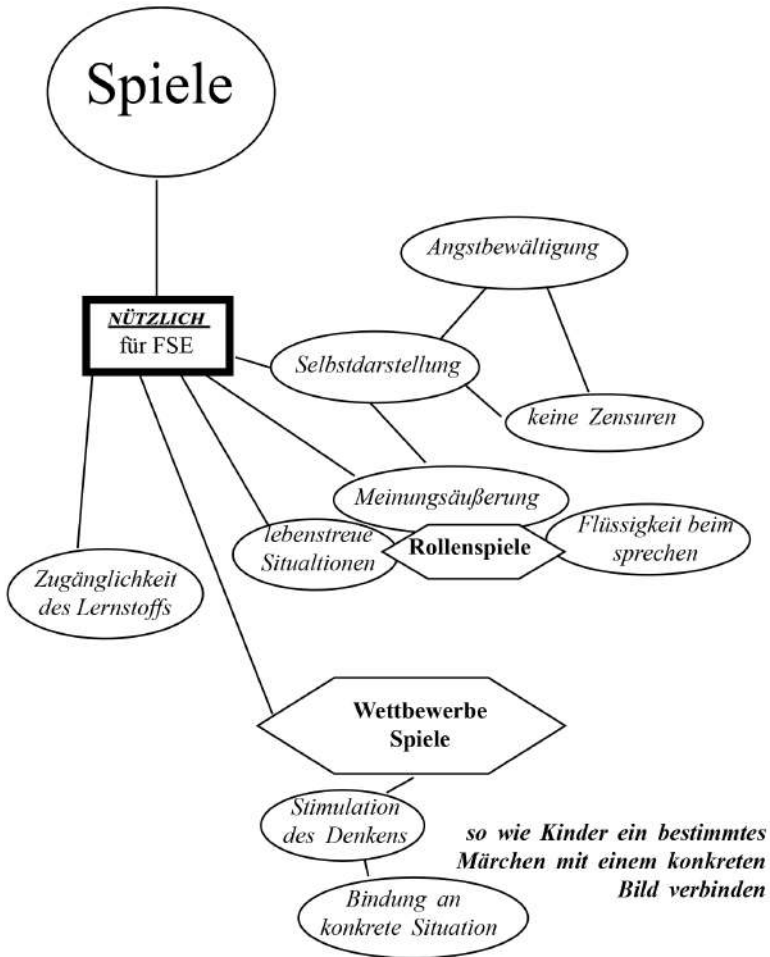 Spiele
NÜTZLICH
für FSE
Angstbewältigung
Selbstdarstellung
keine Zensuren
Meinungsäußerung
lebenstreue
Situaltionen
Rollenspiele
Flüssigkeit beim
sprechen
Zugänglichkeit
des Lernstoffs
Wettbewerbe
Spiele
Stimulation
des Denkens
so wie Kinder ein bestimmtes
Märchen mit einem konkreten
Bild verbinden
Bindung an
konkrete Situation